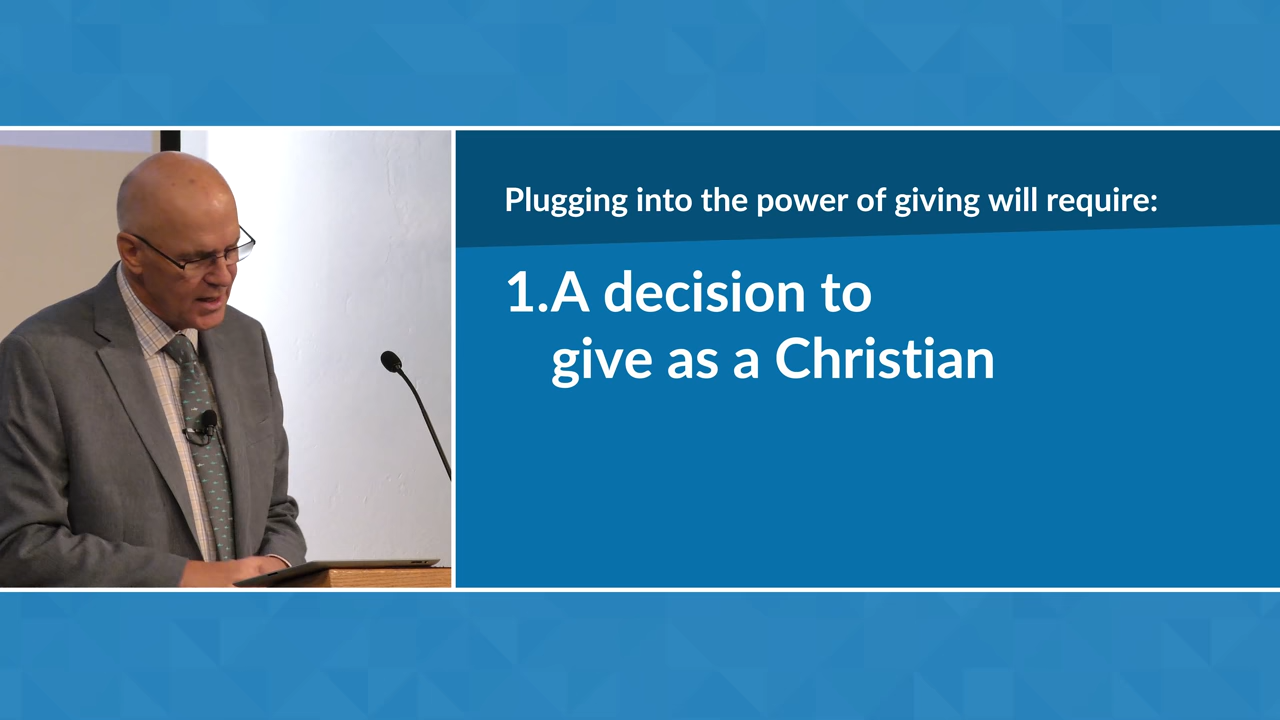 Plugging into the power of giving will require:
1.A decision to
give as a Christian